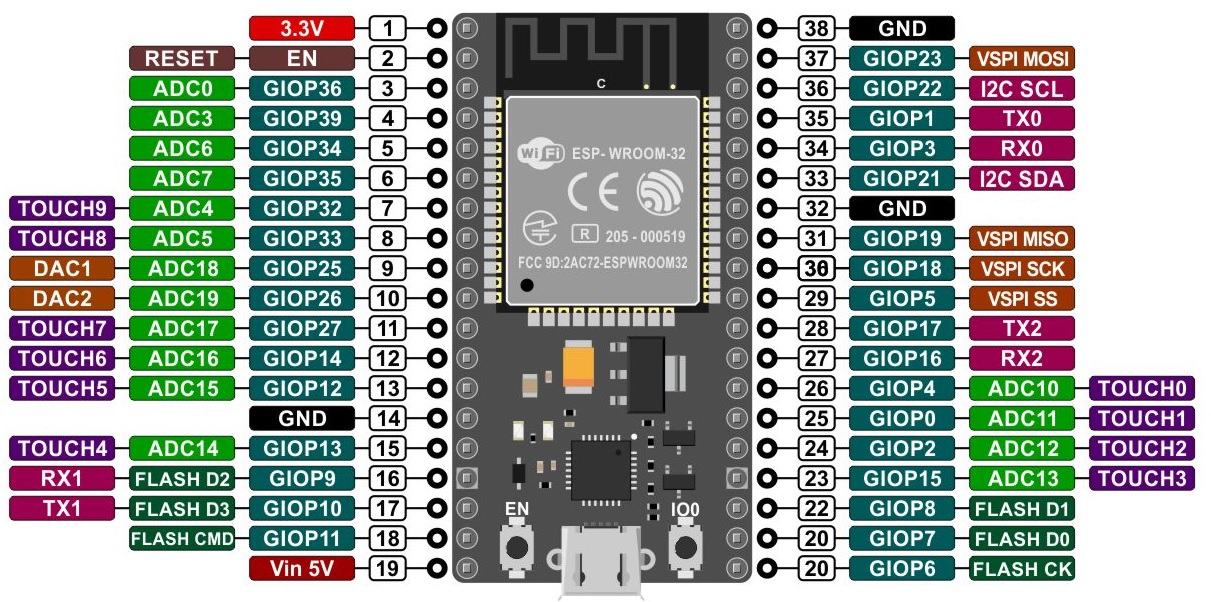 3.3V 1 38 GND
RESET EN 2 37 GIOP23 VSPI MOSI
ADC0 GIOP36 3 C 36 GIOP22 I2C SCL
ADC3 GIOP39 4 35 GIOP1 TX0
ADC6 GIOP34 5 WiFi ESP- WROOM-32 34 GIOP3 RX0
ADC7 GIOP35 6 CE 33 GIOP21 I2C SDA
TOUCH9 ADC4 GIOP32 7 32 GND
TOUCH8 ADC5 GIOP33 8 R 205 - 000519 31 GIOP19 VSPI MISO
DAC1 ADC18 GIOP25 9 FCC 9D:2AC72-ESPWROOM32 30 GIOP18 VSPI SCK
DAC2 ADC19 GIOP26 10 29 GIOP5 VSPI SS
TOUCH7 ADC17 GIOP27 11 28 GIOP17 TX2
TOUCH6 ADC16 GIOP14 12 27 GIOP16 RX2
TOUCH5 ADC15 GIOP12 13 26 GIOP4 ADC10 TOUCH0
GND 14 25 GIOP0 ADC11 TOUCH1
TOUCH4 ADC14 GIOP13 15 24 GIOP2 ADC12 TOUCH2
RX1 FLASH D2 GIOP9 16 23 GIOP15 ADC13 TOUCH3
TX1 FLASH D3 GIOP10 17 EN IO0 22 GIOP8 FLASH D1
FLASH CMD GIOP11 18 20 GIOP7 FLASH D0
Vin 5V 19 20 GIOP6 FLASH CK